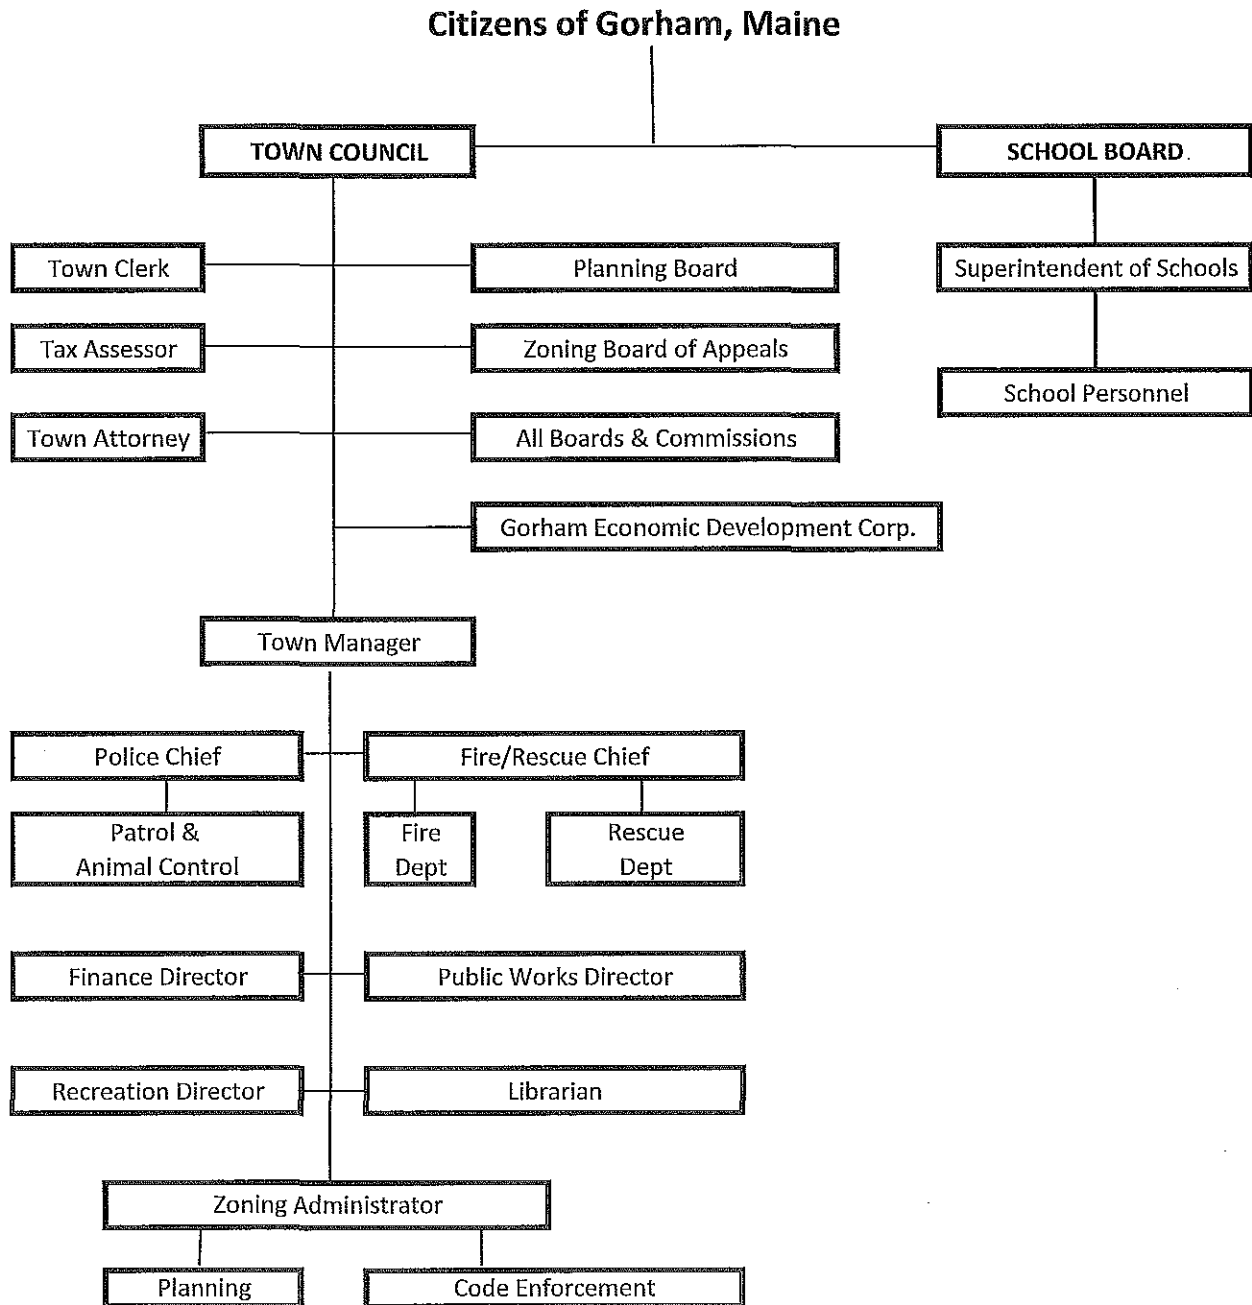 Citizens of Gorham, Maine
TOWN COUNCIL
SCHOOL BOARD
Town Clerk
Planning Board
Superintendent of Schools
Tax Assessor
Zoning Board of Appeals
School Personnel
Town Attorney
All Boards & Commissions
Gorham Economic Development Corp.
Town Manager
Police Chief
Fire/Rescue Chief
Patrol &
Animal Control
Fire
Dept
Rescue
Dept
Finance Director
Public Works Director
Recreation Director
Librarian
Zoning Administrator
Planning
Code Enforcement